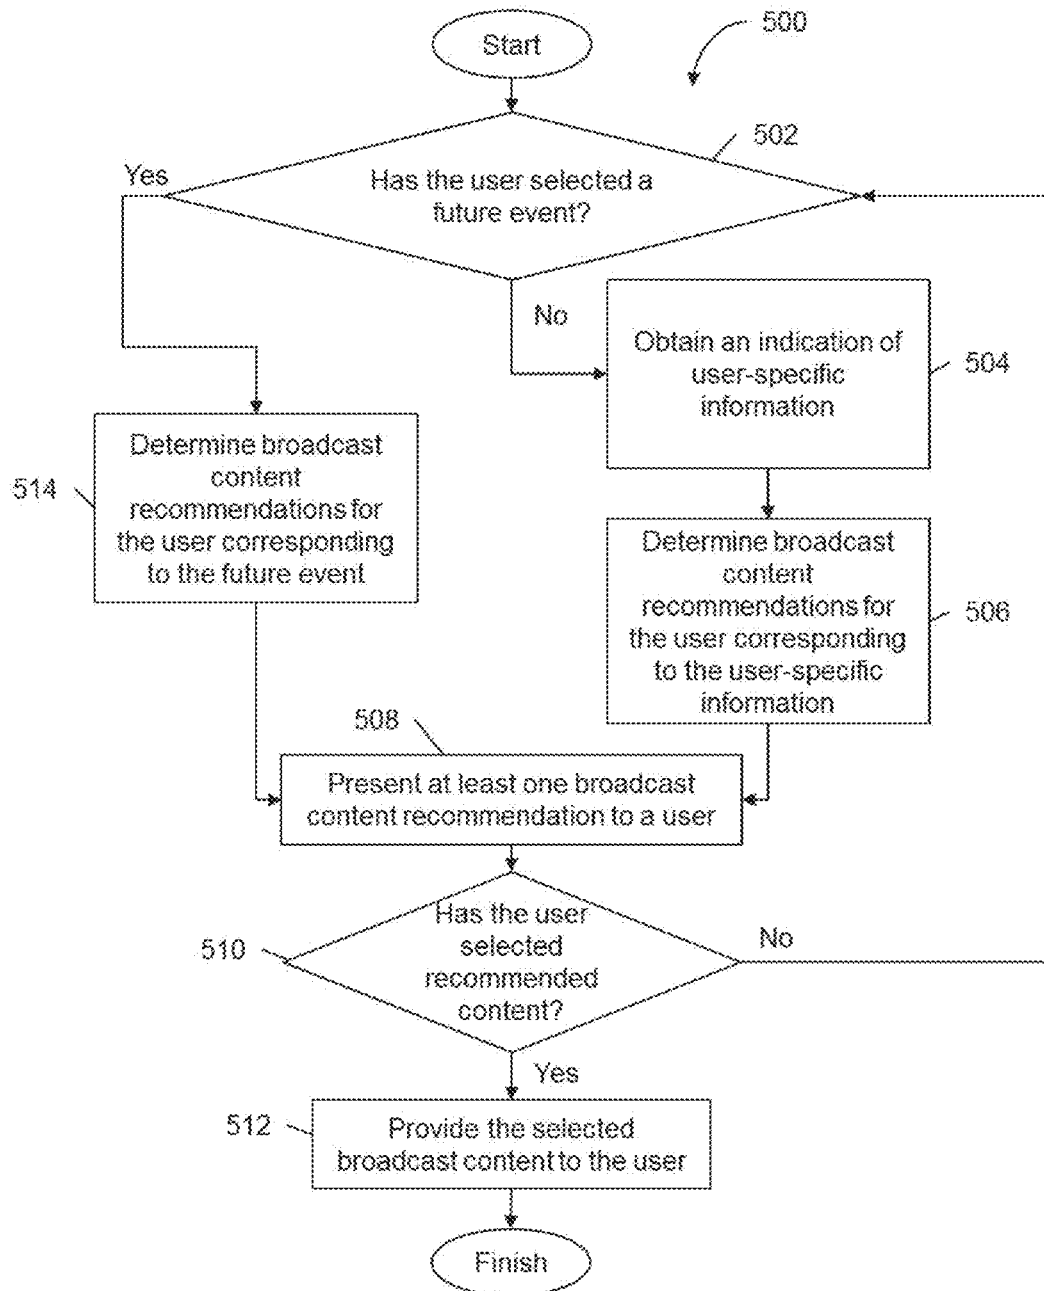 Start
500
502
Has the user selected a
future event?
Yes
No
Obtain an indication of
user-specific
information
504
Determine broadcast
content
recommendations for
the user corresponding
to the future event
514
Determine broadcast
content
recommendations for
the user corresponding
to the user-specific
information
506
508
Present at least one broadcast
content recommendation to a user
Has the user
selected
recommended
content?
510
No
Yes
512
Provide the selected
broadcast content to the user
Finish